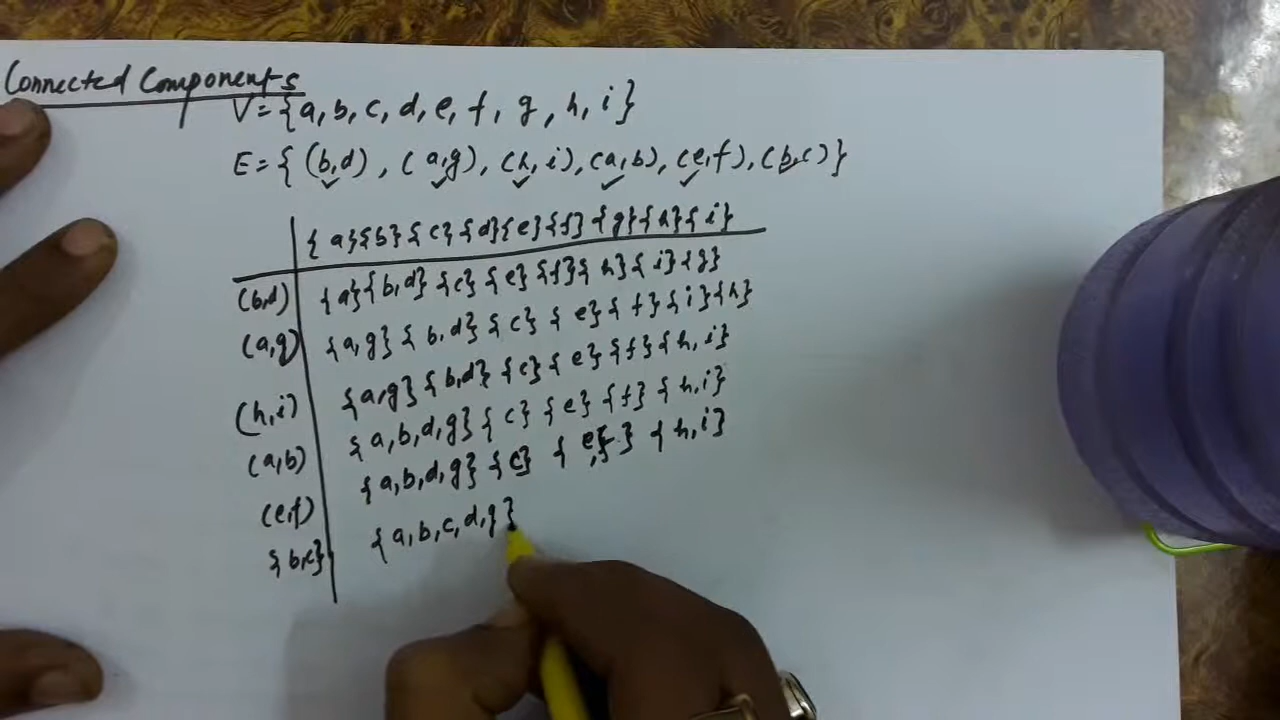 Connected Components
V={a,b,c,d,e,f,g,h,i}
E={(b,d),(a,g),(h,i),(a,b),(e,f),(b,c)}
{a}{b}{c}{d}{e}{f}{g}{h}{i}
(b,d) {a}{b,d}{c}{e}{f}{h}{i}{g}
(a,g) {a,g}{b,d}{c}{e}{f}{i}{h}
(h,i) {a,g}{b,d}{c}{e}{f}{h,i}
(a,b) {a,b,d,g}{c}{e}{f}{h,i}
(e,f) {a,b,d,g}{c}{e,f}{h,i}
{b,c} {a,b,c,d,g}